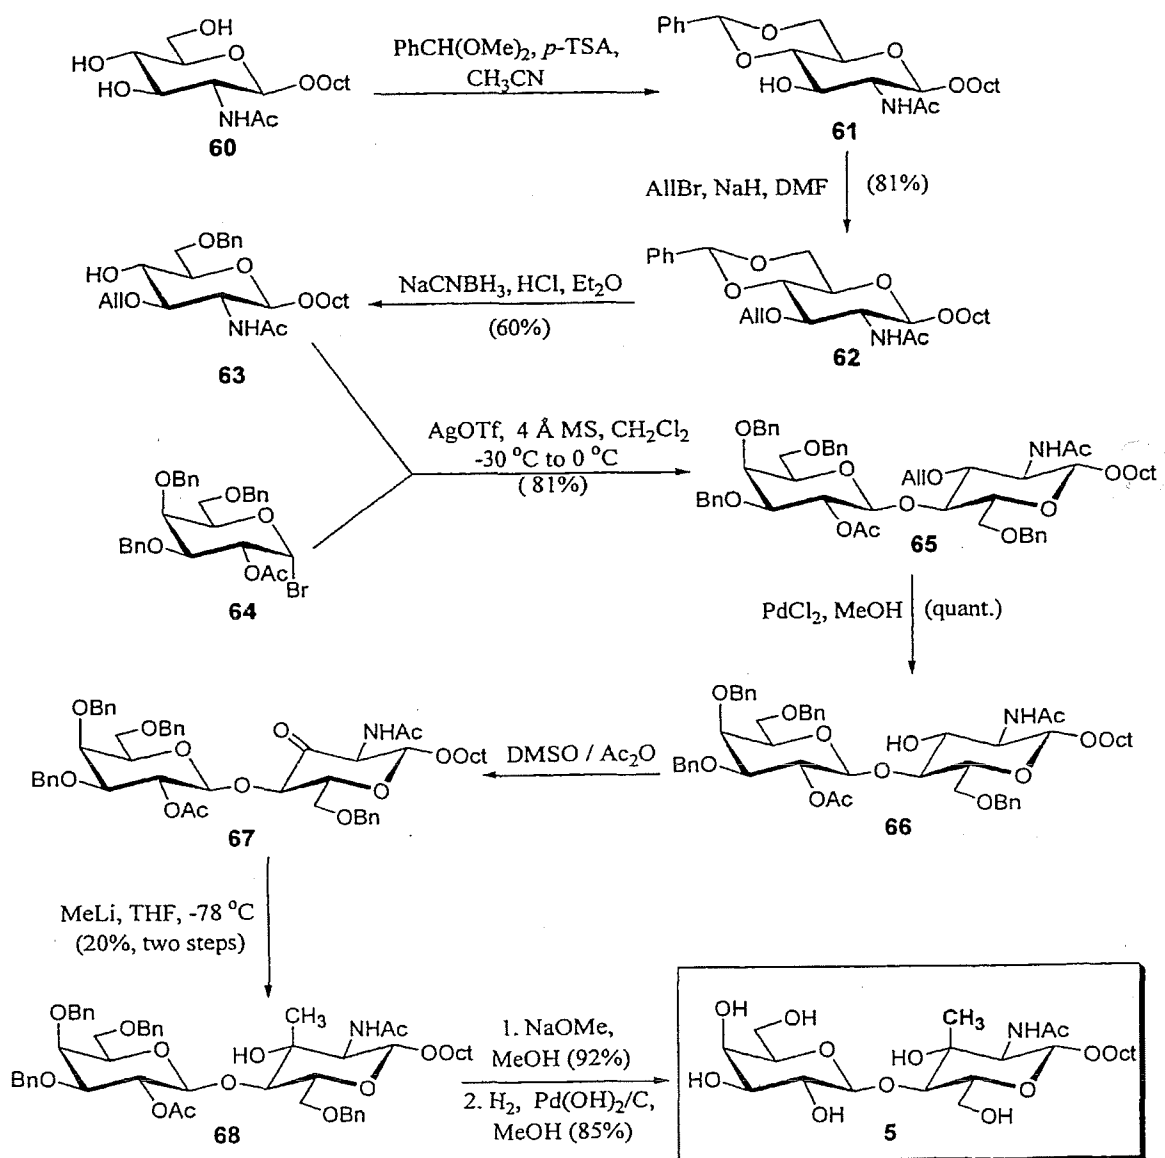 OH
O
HO
HO
OOct
NHAc
60
PhCH(OMe)2, p-TSA,
CH3CN
Ph
O
O
O
HO
OOct
NHAc
61
AllBr, NaH, DMF
(81%)
OBn
O
HO
AllO
OOct
NHAc
63
NaCNBH3, HCl, Et2O
(60%)
Ph
O
O
O
AllO
OOct
NHAc
62
OBn
OBn
O
BnO
OAc
Br
64
AgOTf, 4 Å MS, CH2Cl2
-30 °C to 0 °C
(81%)
OBn
OBn
O
BnO
OAc
O
AllO
NHAc
OOct
O
OBn
65
PdCl2, MeOH
(quant.)
OBn
OBn
O
BnO
OAc
O
O
NHAc
OOct
O
OBn
67
DMSO / Ac2O
OBn
OBn
O
BnO
OAc
O
HO
NHAc
OOct
O
OBn
66
MeLi, THF, -78 °C
(20%, two steps)
OBn
OBn
O
BnO
OAc
O
CH3
HO
NHAc
OOct
O
OBn
68
1. NaOMe,
MeOH (92%)
2. H2, Pd(OH)2/C,
MeOH (85%)
OH
OH
O
HO
OH
O
CH3
HO
NHAc
OOct
O
OH
5